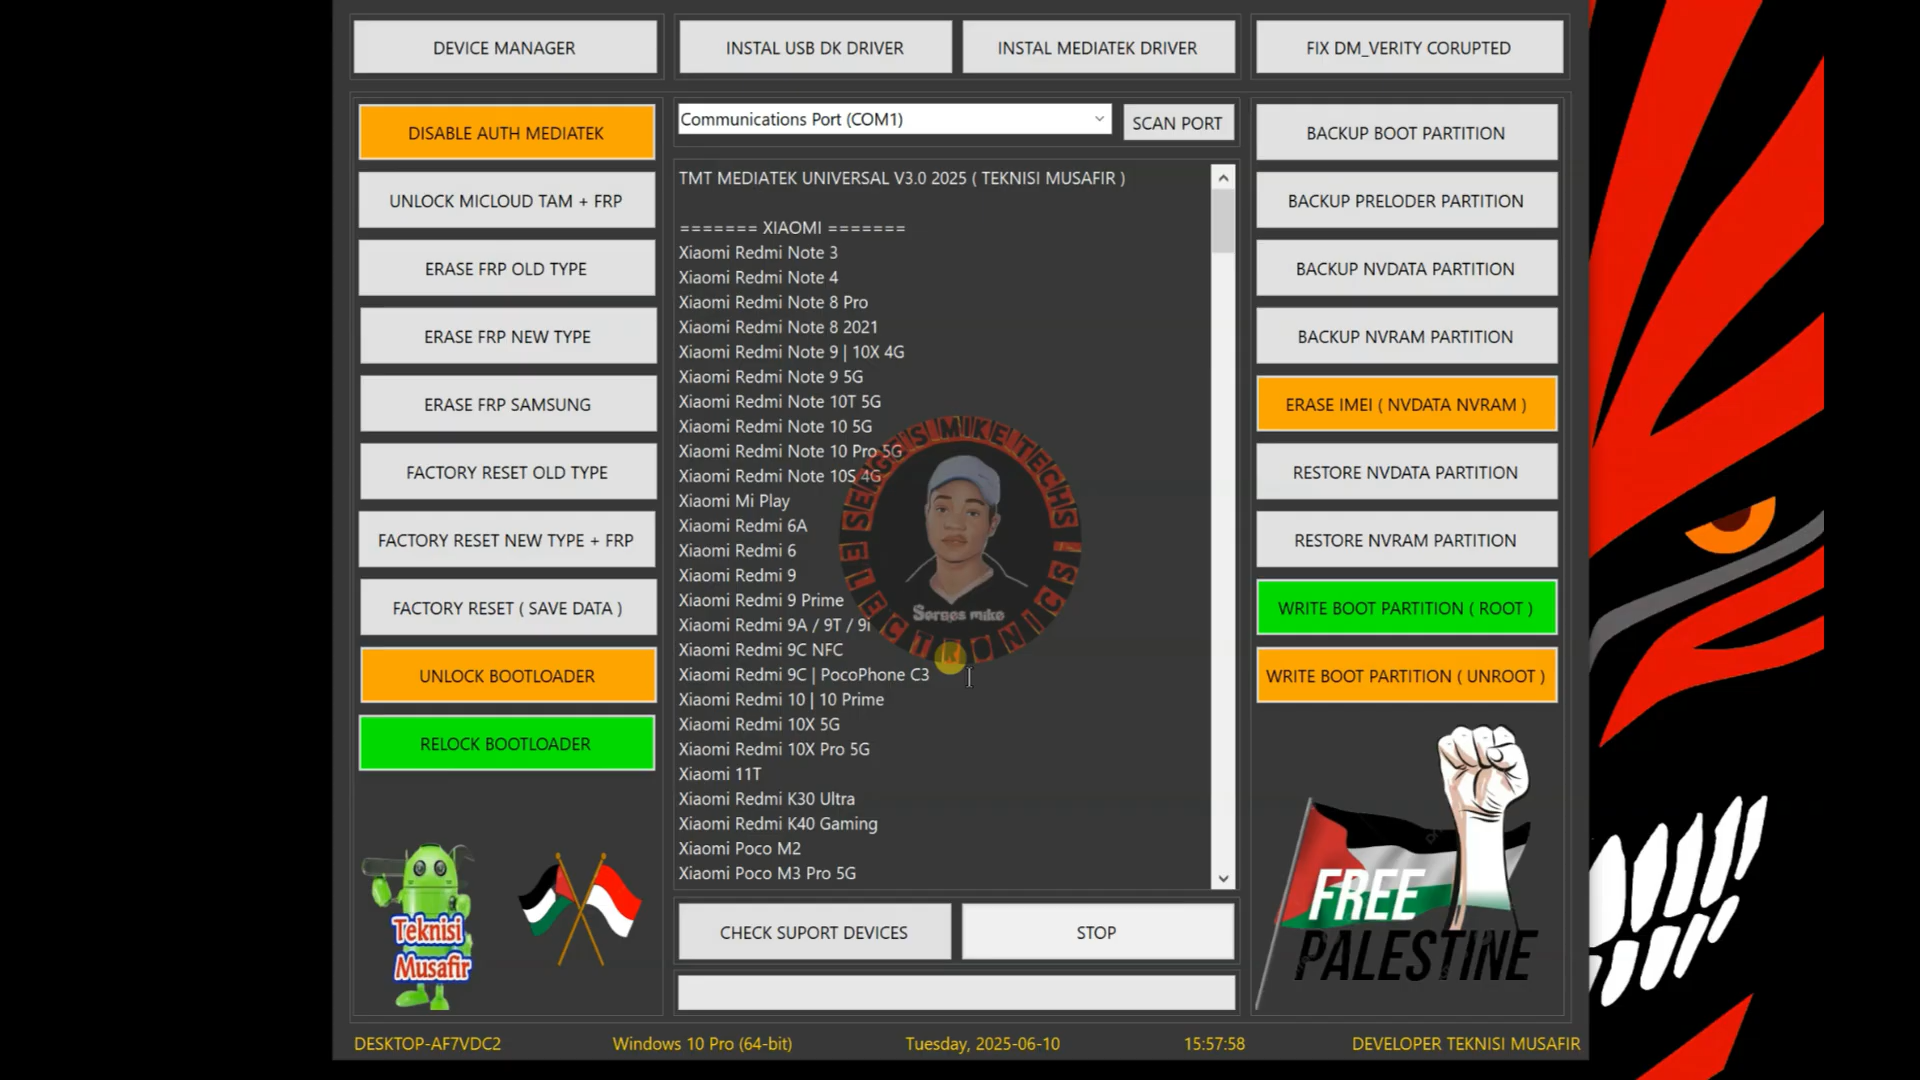 DEVICE MANAGER
INSTAL USB DK DRIVER
INSTAL MEDIATEK DRIVER
FIX DM_VERITY CORUPTED
DISABLE AUTH MEDIATEK
UNLOCK MICLOUD TAM + FRP
ERASE FRP OLD TYPE
ERASE FRP NEW TYPE
ERASE FRP SAMSUNG
FACTORY RESET OLD TYPE
FACTORY RESET NEW TYPE + FRP
FACTORY RESET ( SAVE DATA )
UNLOCK BOOTLOADER
RELOCK BOOTLOADER
Teknisi
Musafir
Communications Port (COM1)
SCAN PORT
TMT MEDIATEK UNIVERSAL V3.0 2025 ( TEKNISI MUSAFIR )
======= XIAOMI =======
Xiaomi Redmi Note 3
Xiaomi Redmi Note 4
Xiaomi Redmi Note 8 Pro
Xiaomi Redmi Note 8 2021
Xiaomi Redmi Note 9 | 10X 4G
Xiaomi Redmi Note 9 5G
Xiaomi Redmi Note 10T 5G
Xiaomi Redmi Note 10 5G
Xiaomi Redmi Note 10 Pro 5G
Xiaomi Redmi Note 10S 4G
Xiaomi Mi Play
Xiaomi Redmi 6A
Xiaomi Redmi 6
Xiaomi Redmi 9
Xiaomi Redmi 9 Prime
Xiaomi Redmi 9A / 9T / 9i
Xiaomi Redmi 9C NFC
Xiaomi Redmi 9C | PocoPhone C3
Xiaomi Redmi 10 | 10 Prime
Xiaomi Redmi 10X 5G
Xiaomi Redmi 10X Pro 5G
Xiaomi 11T
Xiaomi Redmi K30 Ultra
Xiaomi Redmi K40 Gaming
Xiaomi Poco M2
Xiaomi Poco M3 Pro 5G
MIKE TECHS
ELECTRONICS
Serges mike
CHECK SUPORT DEVICES
STOP
BACKUP BOOT PARTITION
BACKUP PRELODER PARTITION
BACKUP NVDATA PARTITION
BACKUP NVRAM PARTITION
ERASE IMEI ( NVDATA NVRAM )
RESTORE NVDATA PARTITION
RESTORE NVRAM PARTITION
WRITE BOOT PARTITION ( ROOT )
WRITE BOOT PARTITION ( UNROOT )
FREE
PALESTINE
DESKTOP-AF7VDC2
Windows 10 Pro (64-bit)
Tuesday, 2025-06-10
15:57:58
DEVELOPER TEKNISI MUSAFIR